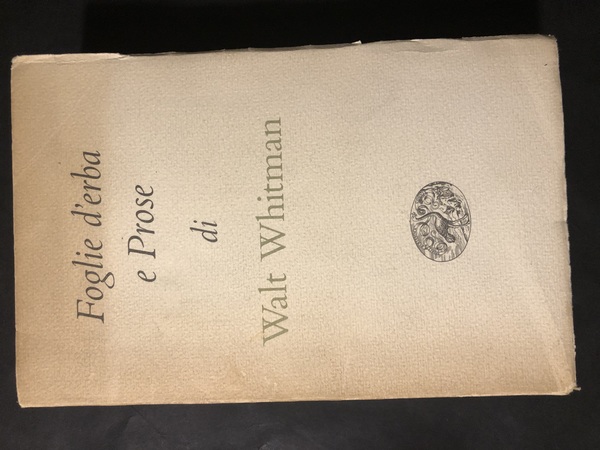 Foglie d'erba
e Prose
di
Walt Whitman